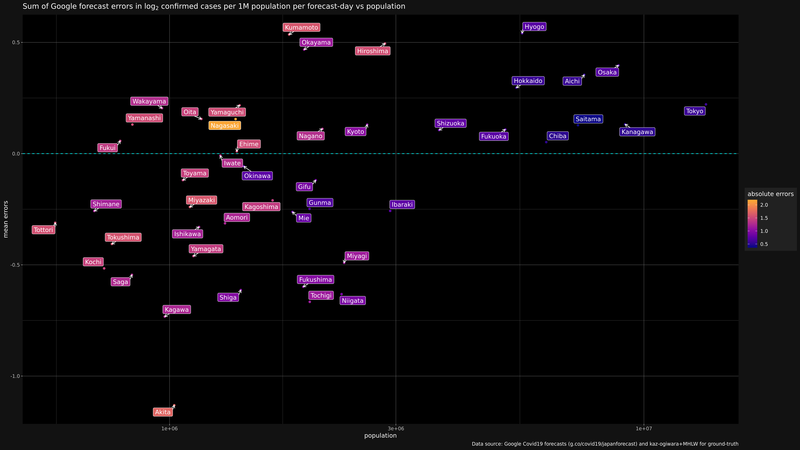 Sum of Google forecast errors in log2 confirmed cases per 1M population per forecast-day vs population
Kumamoto
Hyogo
Okayama
Hiroshima
0.5
Osaka
Hokkaido
Aichi
Wakayama
Oita
Yamaguchi
Tokyo
Yamanashi
Nagasaki
Saitama
Shizuoka
Nagano
Kyoto
Fukuoka
Kanagawa
Chiba
Fukui
Ehime
0.0
Iwate
Toyama
Okinawa
Gifu
absolute errors
2.0
1.5
1.0
0.5
Shimane
Miyazaki
Kagoshima
Gunma
Ibaraki
Aomori
Mie
mean errors
Tottori
Tokushima
Ishikawa
Yamagata
Miyagi
Kochi
-0.5
Saga
Fukushima
Shiga
Tochigi
Niigata
Kagawa
-1.0
Akita
1e+06
3e+06
1e+07
population
Data source: Google Covid19 forecasts (g.co/covid19/japanforecast) and kaz-ogiwara+MHLW for ground-truth